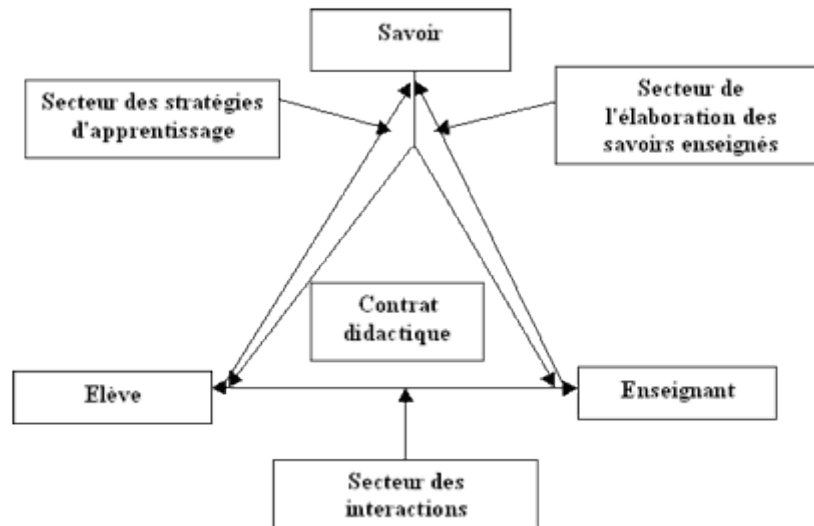 Savoir
Secteur des stratégies
d'apprentissage
Secteur de
l'élaboration des
savoirs enseignés
Contrat
didactique
Elève
Enseignant
Secteur des
interactions